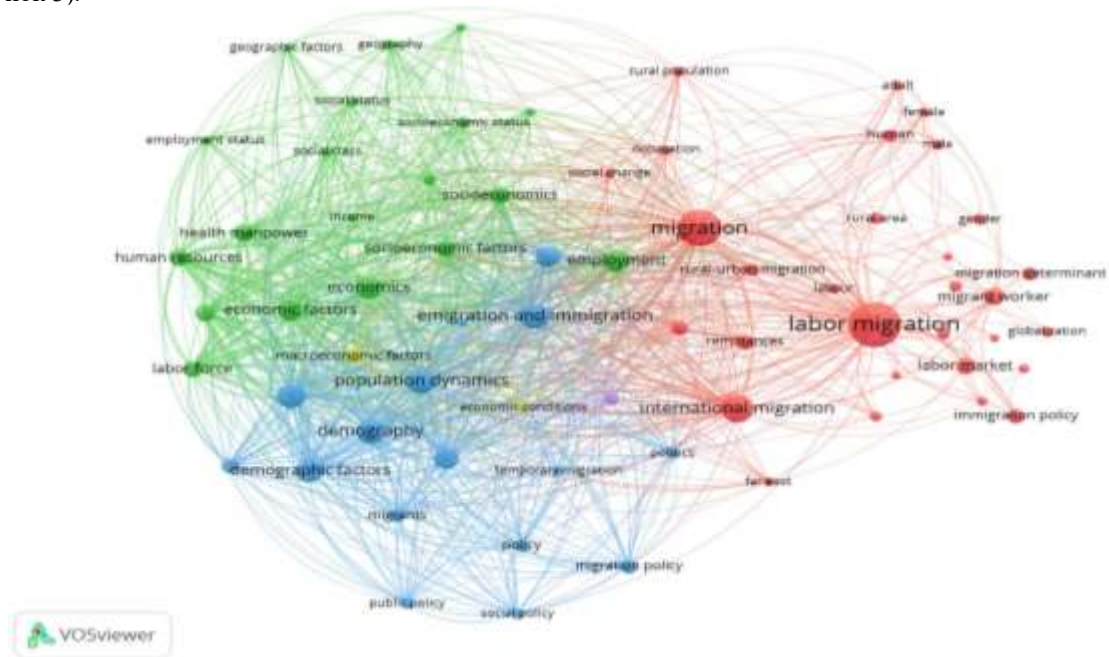 geographic factors
geography
rural population
social status
adult
female
socioeconomic status
employment status
human
male
social class
occupation
social change
socioeconomics
income
rural area
gender
migration
health manpower
socioeconomic factors
human resources
employment
rural-urban migration
migration determinant
economics
labor
migrant worker
economic factors
emigration and immigration
labor migration
globalization
remittances
macroeconomic factors
labor force
labor market
population dynamics
economic conditions
international migration
immigration policy
demography
politics
demographic factors
temporary migration
far east
migrants
policy
migration policy
public policy
social policy
VOSviewer